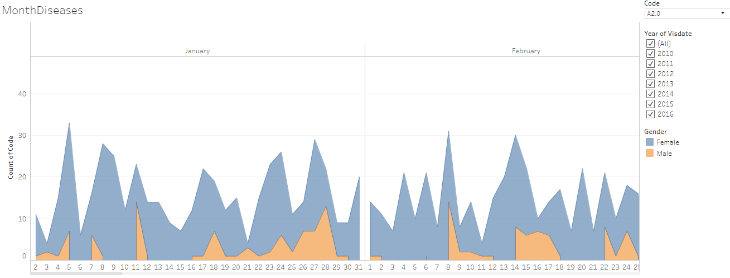 MonthDiseases
Code
A2.0
Year of Visdate
(All)
2010
2011
2012
2013
2014
2015
2016
Gender
Female
Male
January
February
Count of Code
40
30
20
10
0
2 3 4 5 6 7 8 9 10 11 12 13 14 15 16 17 18 19 20 21 22 23 24 25 26 27 28 29 30 31 1 2 3 4 5 6 7 8 9 10 11 12 13 14 15 16 17 18 19 20 21 22 23 24